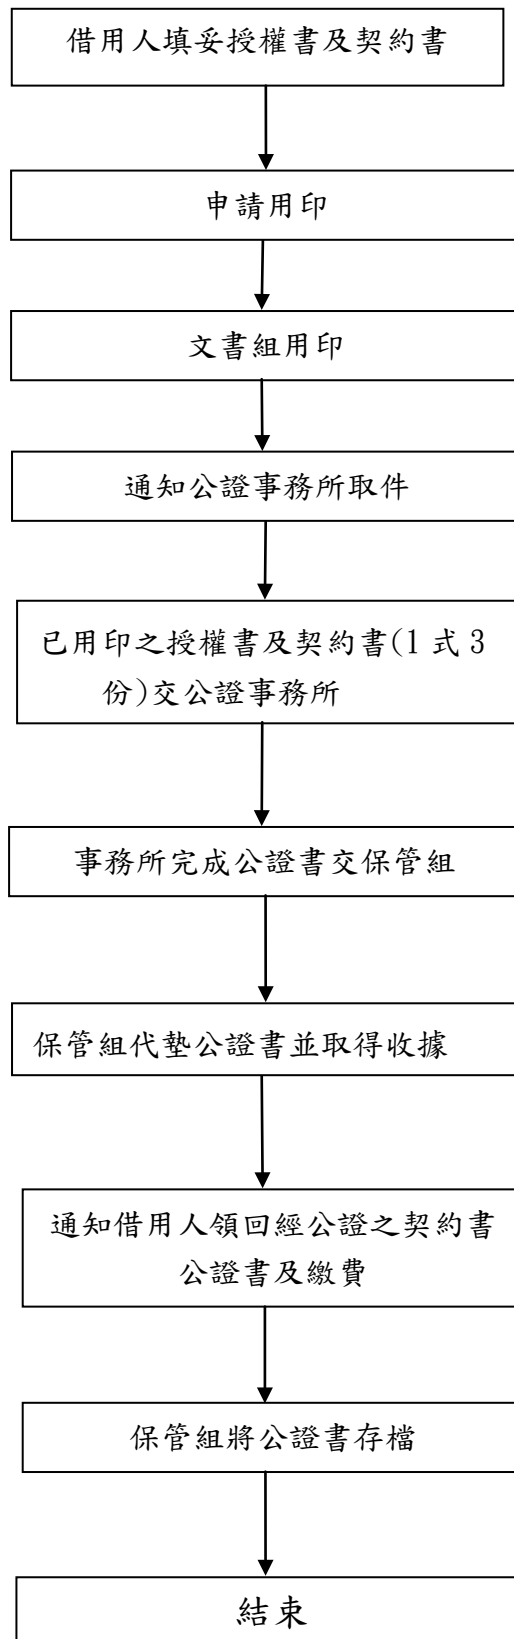 借用人填妥授權書及契約書
申請用印
文書組用印
通知公證事務所取件
已用印之授權書及契約書(1 式 3
份)交公證事務所
事務所完成公證書交保管組
保管組代墊公證書並取得收據
通知借用人領回經公證之契約書
公證書及繳費
保管組將公證書存檔
結束